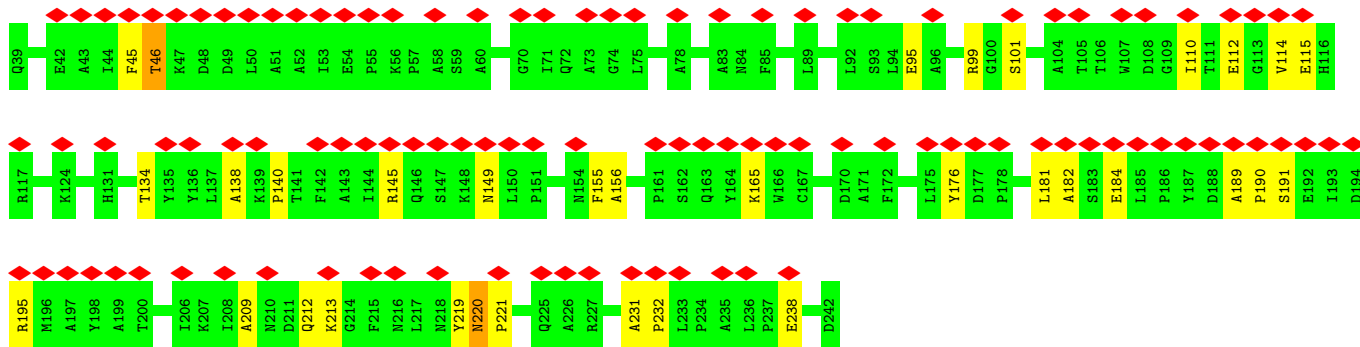 Q39 E42 A43 I44 F45 T46 K47 D48 D49 L50 A51 A52 I53 E54 P55 K56 P57 A58 S59 A60 G70 I71 Q72 A73 G74 L75 A78 A83 N84 F85 L89 L92 S93 L94 E95 A96 R99 G100 S101 A104 T105 T106 W107 D108 G109 I110 T111 E112 G113 V114 E115 H116
R117 K124 H131 T134 Y135 Y136 L137 A138 K139 P140 T141 F142 A143 I144 R145 Q146 S147 K148 N149 L150 P151 N154 F155 A156 P161 S162 Q163 Y164 K165 W166 C167 D170 A171 F172 L175 Y176 D177 P178 L181 A182 S183 E184 L185 P186 Y187 D188 A189 P190 S191 E192 I193 D194
R195 M196 A197 Y198 A199 T200 I206 K207 I208 A209 N210 D211 Q212 K213 G214 F215 N216 L217 N218 Y219 N220 P221 Q225 A226 R227 A231 P232 L233 P234 A235 L236 P237 E238 D242